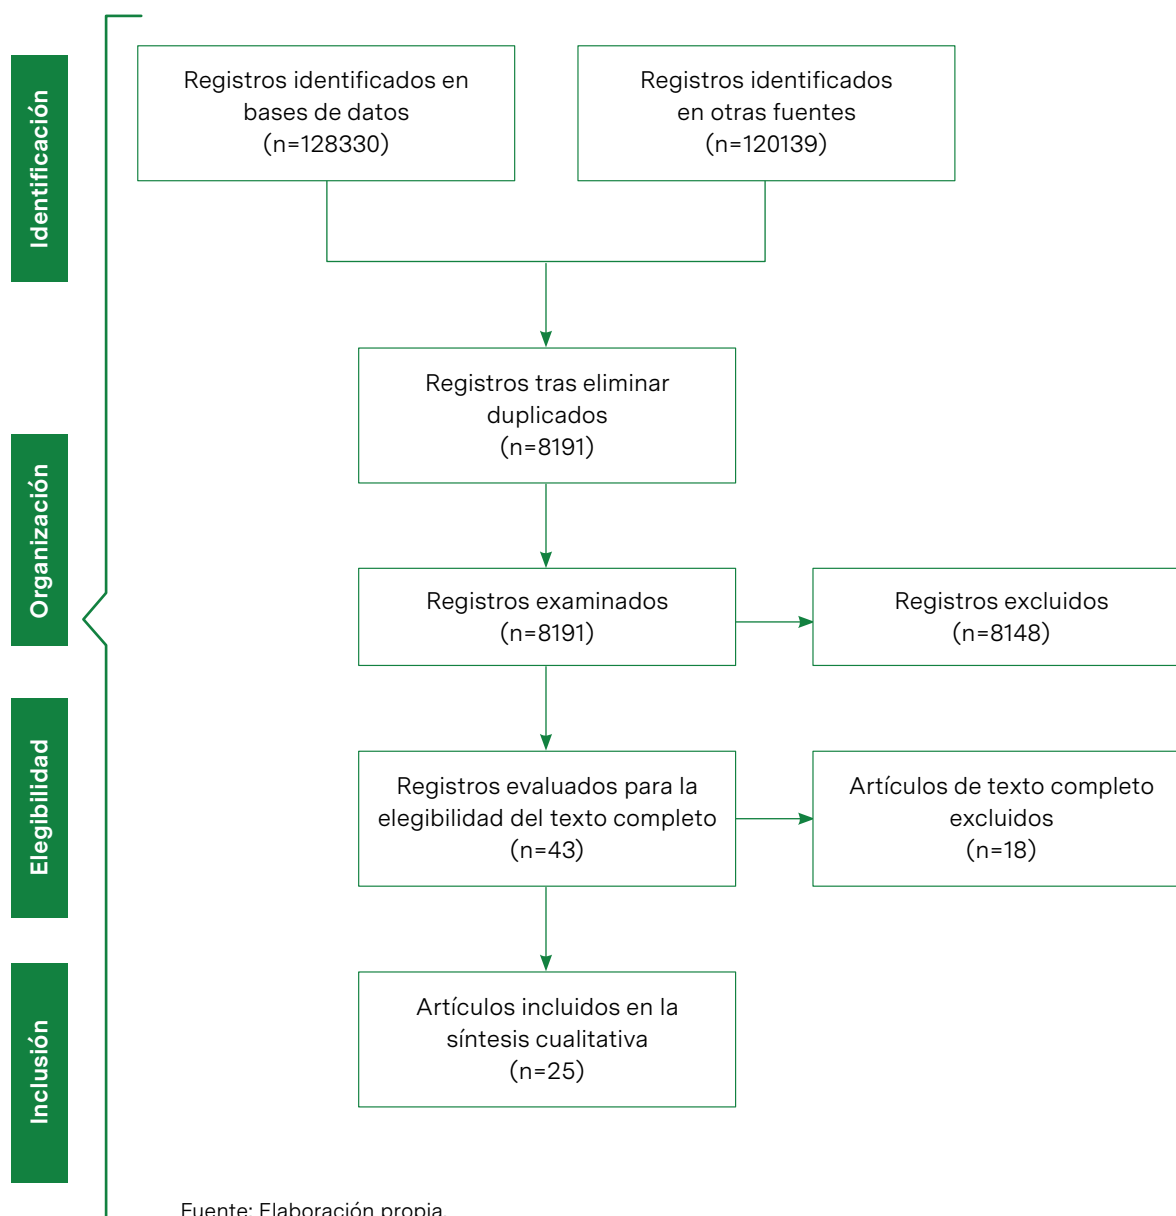 Identificación
Registros identificados en
bases de datos
(n=128330)
Registros identificados
en otras fuentes
(n=120139)
Registros tras eliminar
duplicados
(n=8191)
Organización
Registros examinados
(n=8191)
Registros excluidos
(n=8148)
Elegibilidad
Registros evaluados para la
elegibilidad del texto completo
(n=43)
Artículos de texto completo
excluidos
(n=18)
Inclusión
Artículos incluidos en la
síntesis cualitativa
(n=25)
Fuente: Elaboración propia.